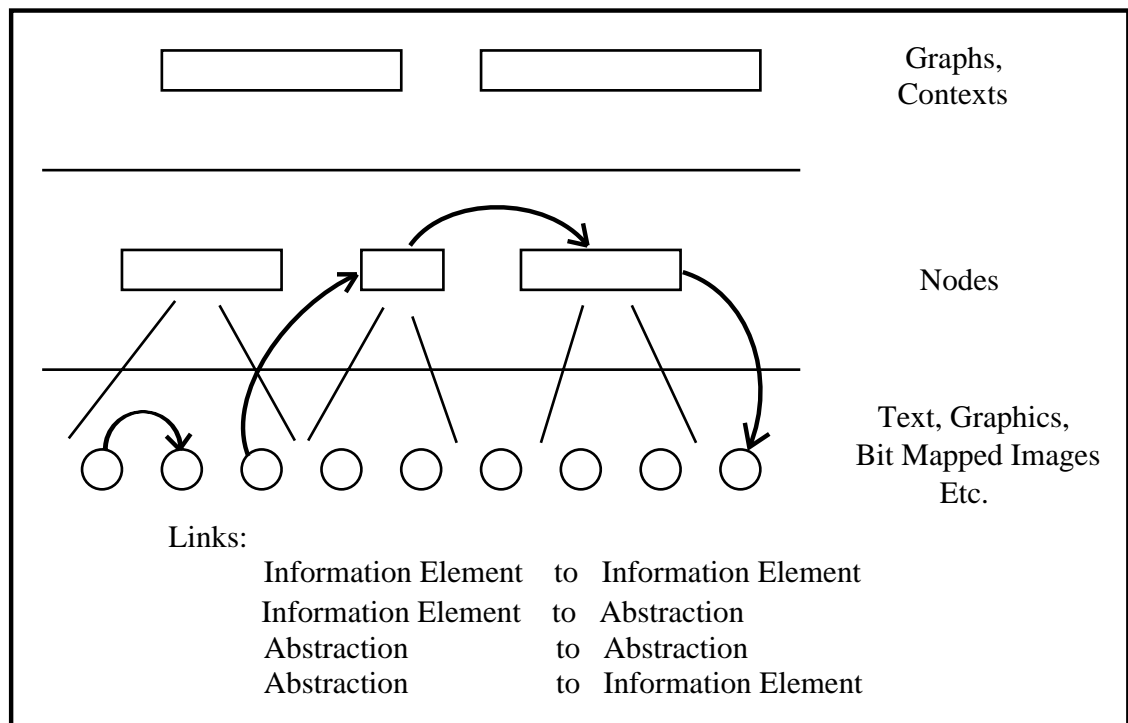 Graphs,
Contexts
Nodes
Text, Graphics,
Bit Mapped Images
Etc.
Links:
Information Element to Information Element
Information Element to Abstraction
Abstraction to Abstraction
Abstraction to Information Element